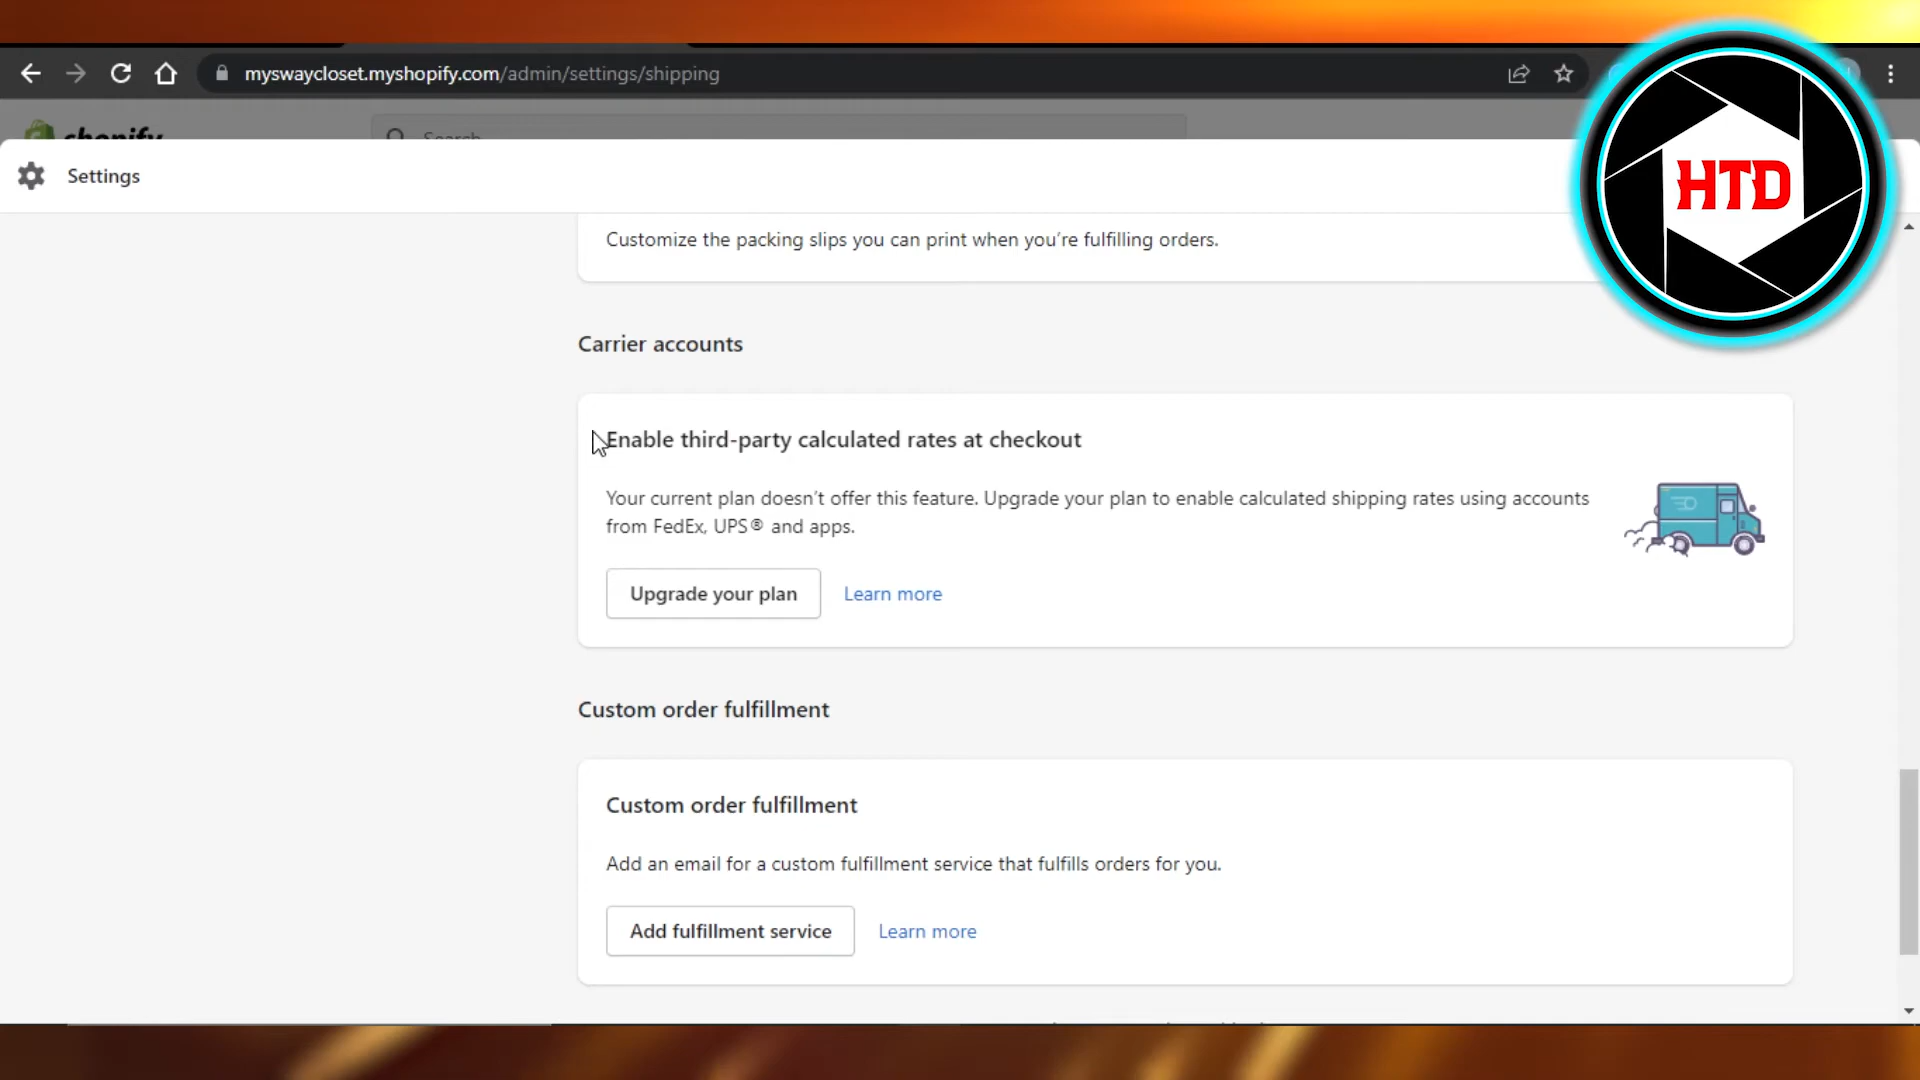 myswaycloset.myshopify.com/admin/settings/shipping
shopify
Search
HTD
Settings
Customize the packing slips you can print when you're fulfilling orders.
Carrier accounts
Enable third-party calculated rates at checkout
Your current plan doesn't offer this feature. Upgrade your plan to enable calculated shipping rates using accounts
from FedEx, UPS® and apps.
Upgrade your plan Learn more
Custom order fulfillment
Custom order fulfillment
Add an email for a custom fulfillment service that fulfills orders for you.
Add fulfillment service Learn more